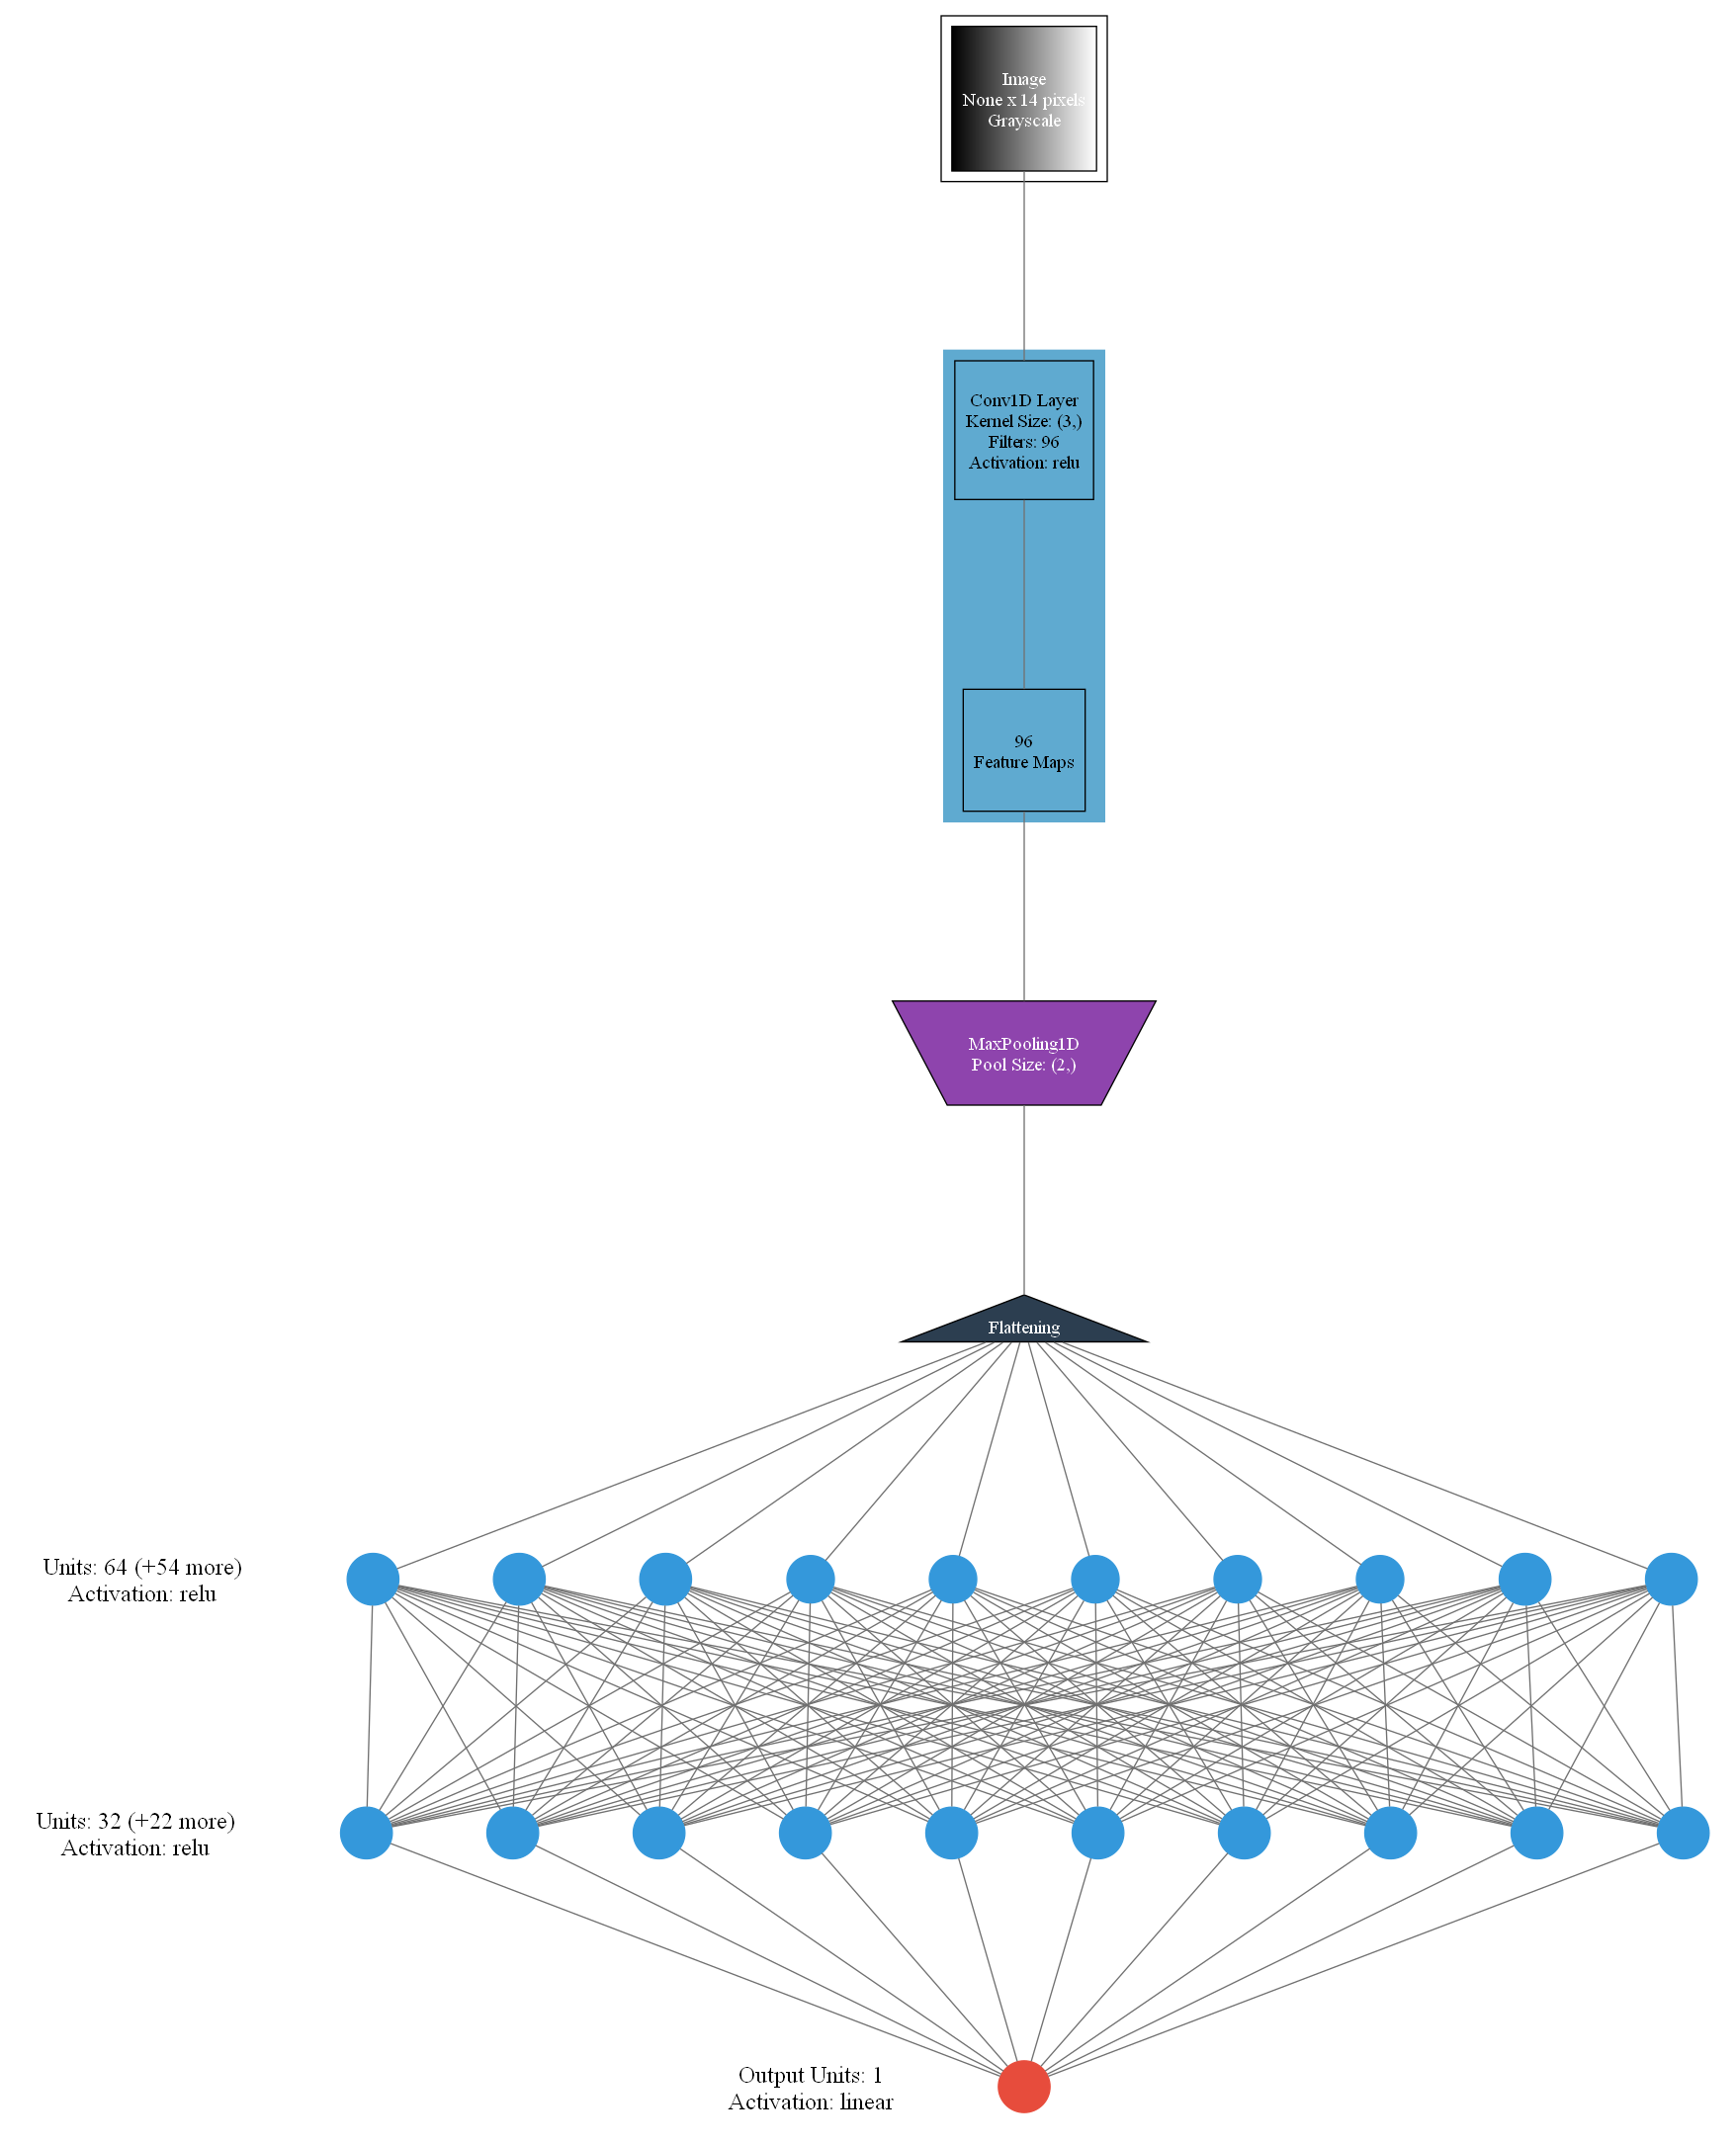 Image
None x 14 pixels
Grayscale
Conv1D Layer
Kernel Size: (3,)
Filters: 96
Activation: relu
96
Feature Maps
MaxPooling1D
Pool Size: (2,)
Flattening
Units: 64 (+54 more)
Activation: relu
Units: 32 (+22 more)
Activation: relu
Output Units: 1
Activation: linear